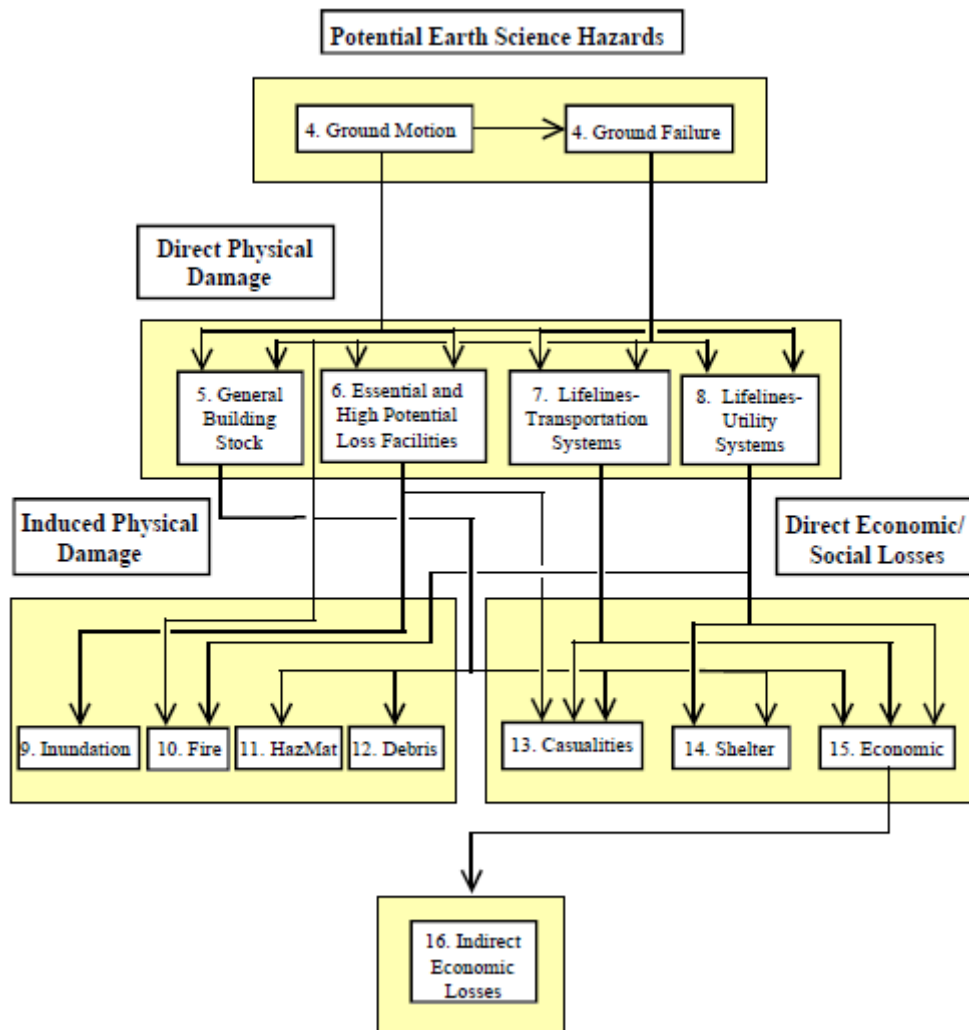 Potential Earth Science Hazards
4. Ground Motion
4. Ground Failure
Direct Physical
Damage
5. General
Building
Stock
6. Essential and
High Potential
Loss Facilities
7. Lifelines-
Transportation
Systems
8. Lifelines-
Utility
Systems
Induced Physical
Damage
Direct Economic/
Social Losses
9. Inundation
10. Fire
11. HazMat
12. Debris
13. Casualities
14. Shelter
15. Economic
16. Indirect
Economic
Losses